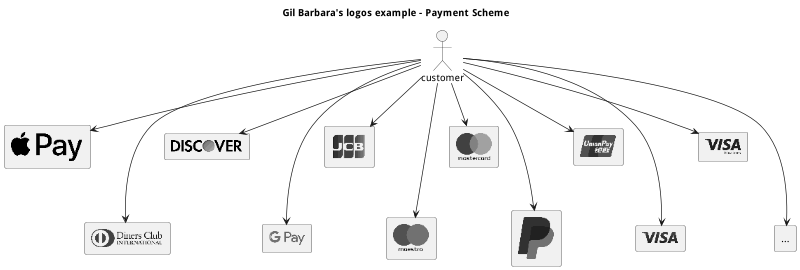 Gil Barbara's logos example - Payment Scheme
customer
Pay
DISCOVER
JCB
mastercard
UnionPay
银联
VISA
Diners Club
INTERNATIONAL
G Pay
maestro
VISA
...